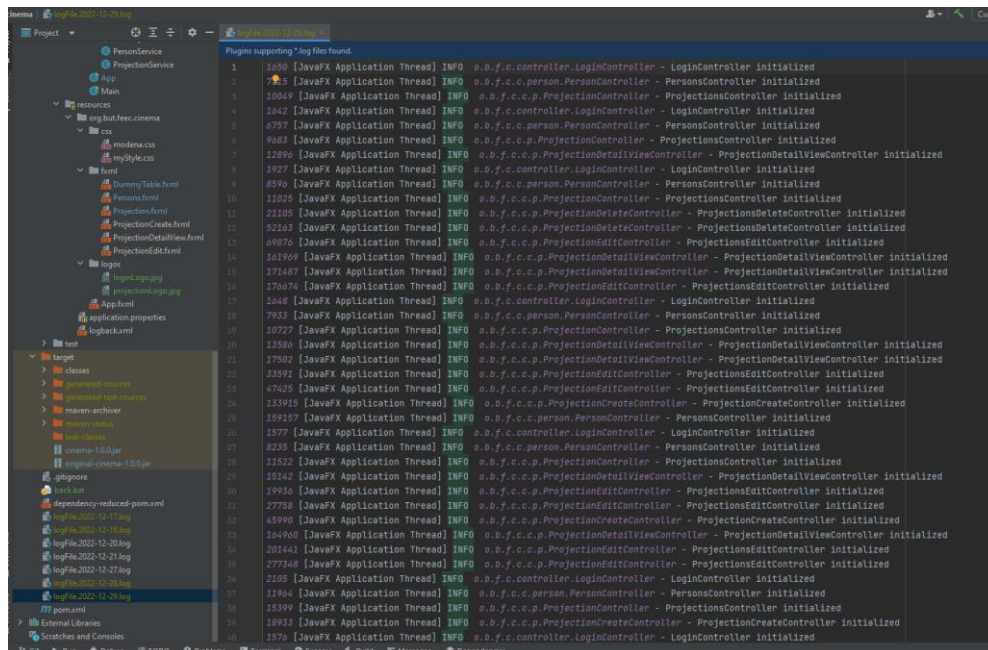 cinema logFile.2022-12-29.log
Project
logFile.2022-12-29.log
PersonService
ProjectionService
App
Main
resources
org.but.feec.cinema
css
modena.css
myStyle.css
fxml
DummyTable.fxml
Persons.fxml
Projection.fxml
ProjectionCreate.fxml
ProjectionDetailView.fxml
ProjectionEdit.fxml
logos
loginLogo.jpg
projectionLogo.jpg
App.fxml
application.properties
logback.xml
test
target
classes
generated-sources
generated-test-sources
maven-archiver
maven-status
test-classes
cinema-1.0.0.jar
original-cinema-1.0.0.jar
.gitignore
back.bat
dependency-reduced-pom.xml
logFile.2022-12-17.log
logFile.2022-12-18.log
logFile.2022-12-20.log
logFile.2022-12-21.log
logFile.2022-12-27.log
logFile.2022-12-28.log
logFile.2022-12-29.log
pom.xml
External Libraries
Scratches and Consoles
Plugins supporting *.log files found.
1 1650 [JavaFX Application Thread] INFO o.b.f.c.controller.LoginController - LoginController initialized
2 [JavaFX Application Thread] INFO o.b.f.c.c.person.PersonController - PersonsController initialized
3 10049 [JavaFX Application Thread] INFO o.b.f.c.c.p.ProjectionController - ProjectionsController initialized
4 1642 [JavaFX Application Thread] INFO o.b.f.c.controller.LoginController - LoginController initialized
5 6757 [JavaFX Application Thread] INFO o.b.f.c.c.person.PersonController - PersonsController initialized
6 9683 [JavaFX Application Thread] INFO o.b.f.c.c.p.ProjectionController - ProjectionsController initialized
7 12896 [JavaFX Application Thread] INFO o.b.f.c.c.p.ProjectionDetailViewController - ProjectionDetailViewController initialized
8 1927 [JavaFX Application Thread] INFO o.b.f.c.controller.LoginController - LoginController initialized
9 8596 [JavaFX Application Thread] INFO o.b.f.c.c.person.PersonController - PersonsController initialized
10 11025 [JavaFX Application Thread] INFO o.b.f.c.c.p.ProjectionController - ProjectionsController initialized
11 21105 [JavaFX Application Thread] INFO o.b.f.c.c.p.ProjectionDeleteController - ProjectionsDeleteController initialized
12 52163 [JavaFX Application Thread] INFO o.b.f.c.c.p.ProjectionDeleteController - ProjectionsDeleteController initialized
13 69876 [JavaFX Application Thread] INFO o.b.f.c.c.p.ProjectionEditController - ProjectionsEditController initialized
14 161969 [JavaFX Application Thread] INFO o.b.f.c.c.p.ProjectionDetailViewController - ProjectionDetailViewController initialized
15 171487 [JavaFX Application Thread] INFO o.b.f.c.c.p.ProjectionDetailViewController - ProjectionDetailViewController initialized
16 176674 [JavaFX Application Thread] INFO o.b.f.c.c.p.ProjectionEditController - ProjectionsEditController initialized
17 1648 [JavaFX Application Thread] INFO o.b.f.c.controller.LoginController - LoginController initialized
18 7933 [JavaFX Application Thread] INFO o.b.f.c.c.person.PersonController - PersonsController initialized
19 10727 [JavaFX Application Thread] INFO o.b.f.c.c.p.ProjectionController - ProjectionsController initialized
20 13586 [JavaFX Application Thread] INFO o.b.f.c.c.p.ProjectionDetailViewController - ProjectionDetailViewController initialized
21 17502 [JavaFX Application Thread] INFO o.b.f.c.c.p.ProjectionDetailViewController - ProjectionDetailViewController initialized
22 33591 [JavaFX Application Thread] INFO o.b.f.c.c.p.ProjectionEditController - ProjectionsEditController initialized
23 47425 [JavaFX Application Thread] INFO o.b.f.c.c.p.ProjectionEditController - ProjectionsEditController initialized
24 133915 [JavaFX Application Thread] INFO o.b.f.c.c.p.ProjectionCreateController - ProjectionCreateController initialized
25 159157 [JavaFX Application Thread] INFO o.b.f.c.c.person.PersonController - PersonsController initialized
26 1577 [JavaFX Application Thread] INFO o.b.f.c.controller.LoginController - LoginController initialized
27 8235 [JavaFX Application Thread] INFO o.b.f.c.c.person.PersonController - PersonsController initialized
28 11522 [JavaFX Application Thread] INFO o.b.f.c.c.p.ProjectionController - ProjectionsController initialized
29 15142 [JavaFX Application Thread] INFO o.b.f.c.c.p.ProjectionDetailViewController - ProjectionDetailViewController initialized
30 19936 [JavaFX Application Thread] INFO o.b.f.c.c.p.ProjectionEditController - ProjectionsEditController initialized
31 27758 [JavaFX Application Thread] INFO o.b.f.c.c.p.ProjectionEditController - ProjectionsEditController initialized
32 45990 [JavaFX Application Thread] INFO o.b.f.c.c.p.ProjectionCreateController - ProjectionCreateController initialized
33 164960 [JavaFX Application Thread] INFO o.b.f.c.c.p.ProjectionDetailViewController - ProjectionDetailViewController initialized
34 201441 [JavaFX Application Thread] INFO o.b.f.c.c.p.ProjectionEditController - ProjectionsEditController initialized
35 277348 [JavaFX Application Thread] INFO o.b.f.c.c.p.ProjectionEditController - ProjectionsEditController initialized
36 2105 [JavaFX Application Thread] INFO o.b.f.c.controller.LoginController - LoginController initialized
37 11964 [JavaFX Application Thread] INFO o.b.f.c.c.person.PersonController - PersonsController initialized
38 15399 [JavaFX Application Thread] INFO o.b.f.c.c.p.ProjectionController - ProjectionsController initialized
39 18933 [JavaFX Application Thread] INFO o.b.f.c.c.p.ProjectionEditController - ProjectionsEditController initialized
40 1576 [JavaFX Application Thread] INFO o.b.f.c.controller.LoginController - LoginController initialized